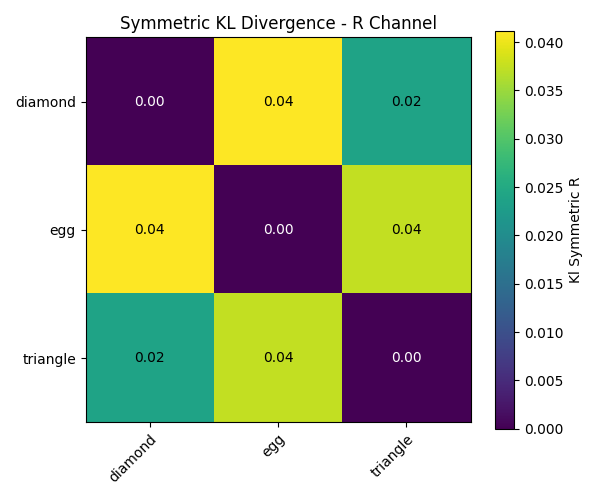 Symmetric KL Divergence - R Channel
diamond 0.00 0.04 0.02
egg 0.04 0.00 0.04
triangle 0.02 0.04 0.00
diamond egg triangle
0.040
0.035
0.030
0.025
0.020
0.015
0.010
0.005
0.000
Kl Symmetric R